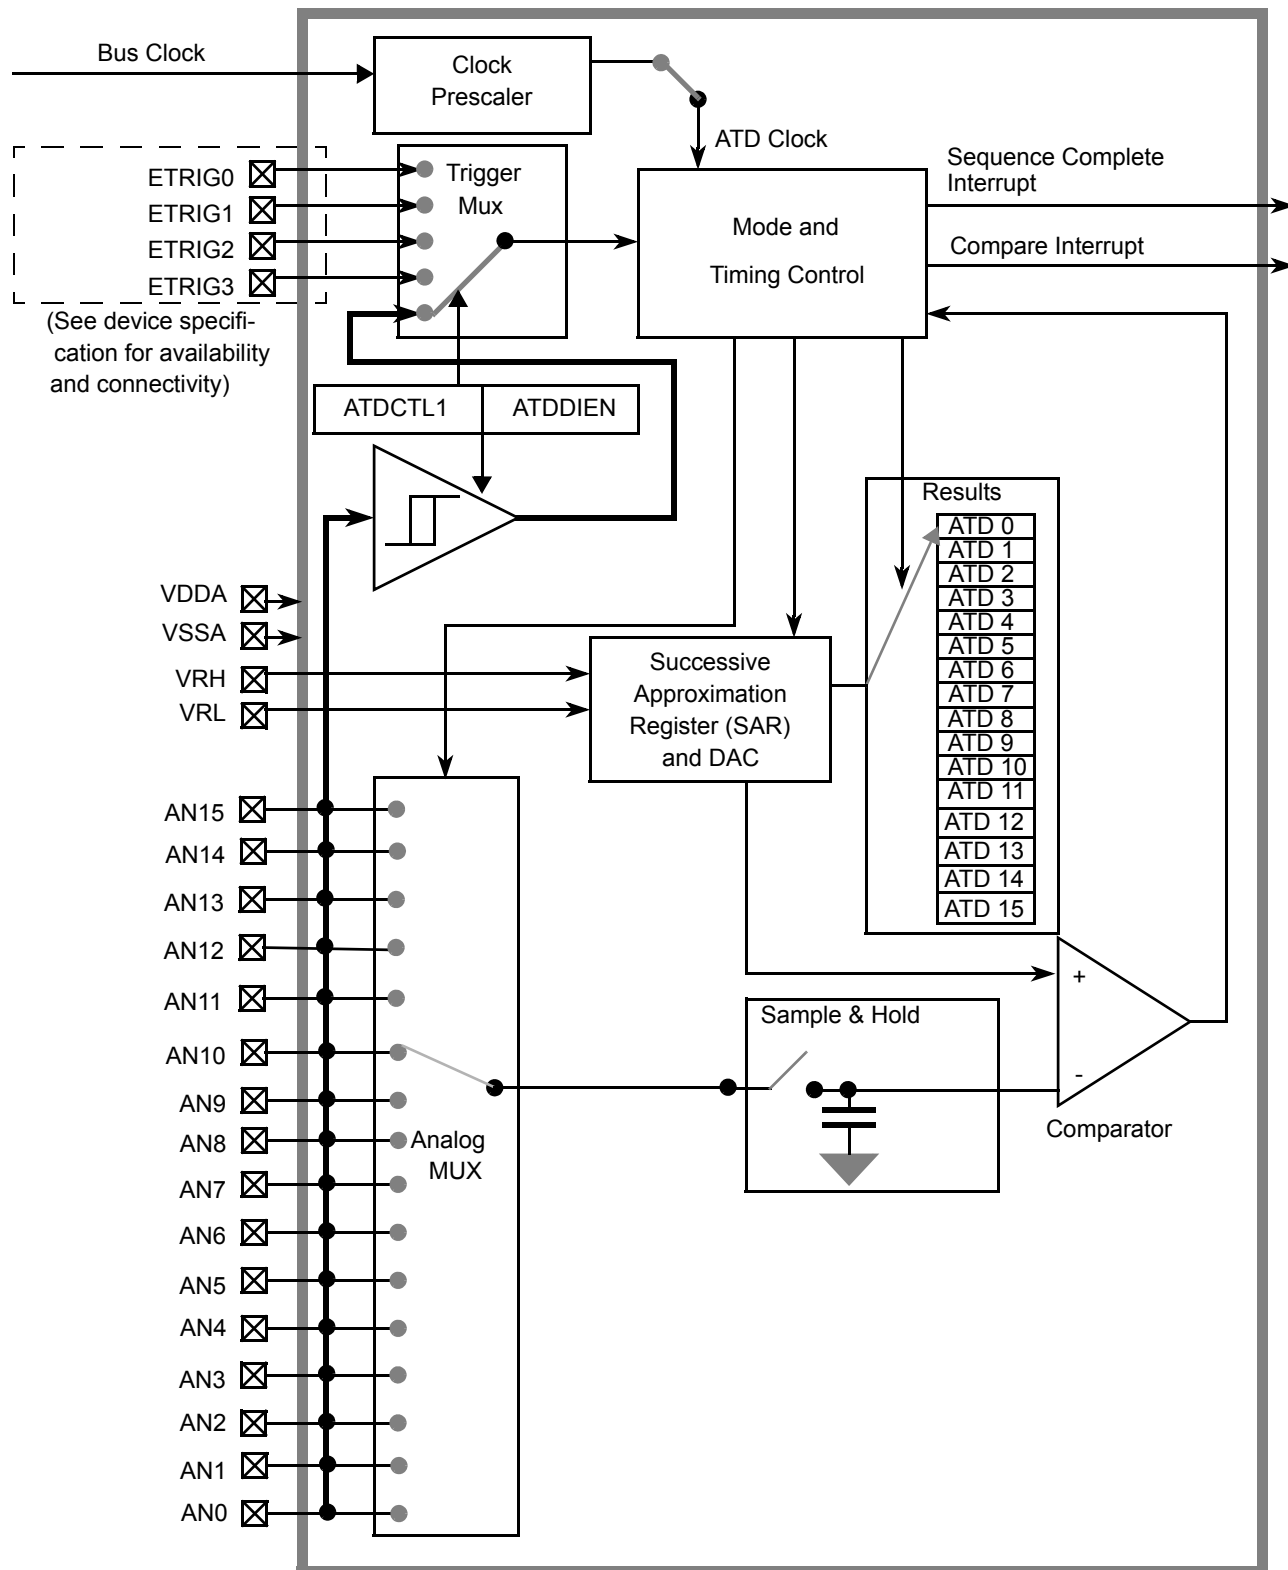 Bus Clock
Clock
Prescaler
ATD Clock
ETRIG0
ETRIG1
ETRIG2
ETRIG3
(See device specifi-
cation for availability
and connectivity)
Trigger
Mux
Mode and
Timing Control
Sequence Complete
Interrupt
Compare Interrupt
ATDCTL1
ATDDIEN
Results
ATD 0
ATD 1
ATD 2
ATD 3
ATD 4
ATD 5
ATD 6
ATD 7
ATD 8
ATD 9
ATD 10
ATD 11
ATD 12
ATD 13
ATD 14
ATD 15
VDDA
VSSA
VRH
VRL
Successive
Approximation
Register (SAR)
and DAC
AN15
AN14
AN13
AN12
AN11
AN10
AN9
AN8
AN7
AN6
AN5
AN4
AN3
AN2
AN1
AN0
Analog
MUX
Sample & Hold
+
-
Comparator